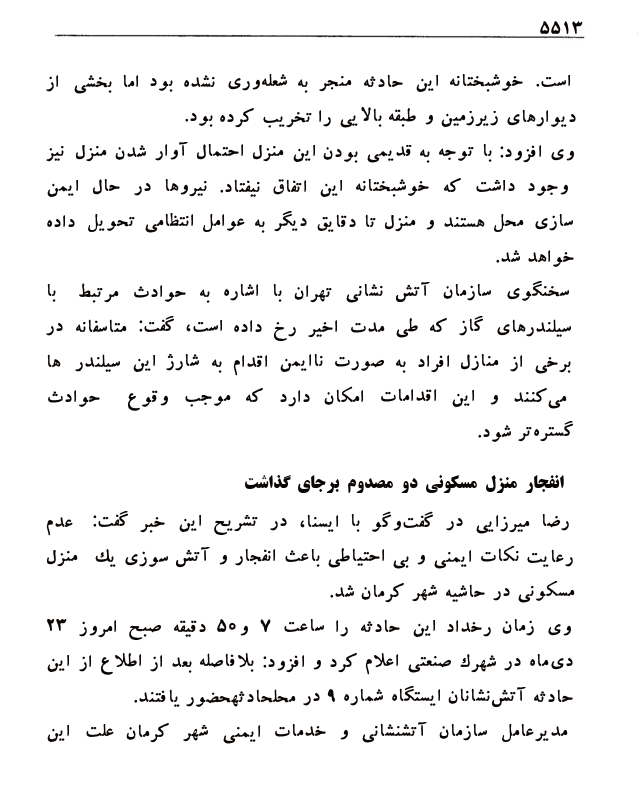 ۵۵۱۳
است. خوشبختانه این حادثه منجر به شعله‌وری نشده بود اما بخشی از
دیوارهای زیرزمین و طبقه بالایی را تخریب کرده بود.
وی افزود: با توجه به قدیمی بودن این منزل احتمال آوار شدن منزل نیز
وجود داشت که خوشبختانه این اتفاق نیفتاد. نیروها در حال ایمن
سازی محل هستند و منزل تا دقایق دیگر به عوامل انتظامی تحویل داده
خواهد شد.
سخنگوی سازمان آتش نشانی تهران با اشاره به حوادث مرتبط با
سیلندرهای گاز که طی مدت اخیر رخ داده است، گفت: متاسفانه در
برخی از منازل افراد به صورت ناایمن اقدام به شارژ این سیلندر ها
می‌کنند و این اقدامات امکان دارد که موجب وقوع حوادث
گسترده‌تر شود.
انفجار منزل مسکونی دو مصدوم برجای گذاشت
رضا میرزایی در گفت‌وگو با ایسنا، در تشریح این خبر گفت: عدم
رعایت نکات ایمنی و بی احتیاطی باعث انفجار و آتش سوزی یك منزل
مسکونی در حاشیه شهر کرمان شد.
وی زمان رخداد این حادثه را ساعت ۷ و۵۰ دقیقه صبح امروز ۲۳
دی‌ماه در شهرك صنعتی اعلام کرد و افزود: بلافاصله بعد از اطلاع از این
حادثه آتش‌نشانان ایستگاه شماره ۹ در محلحادثهحضور یافتند.
مدیرعامل سازمان آتشنشانی و خدمات ایمنی شهر کرمان علت این